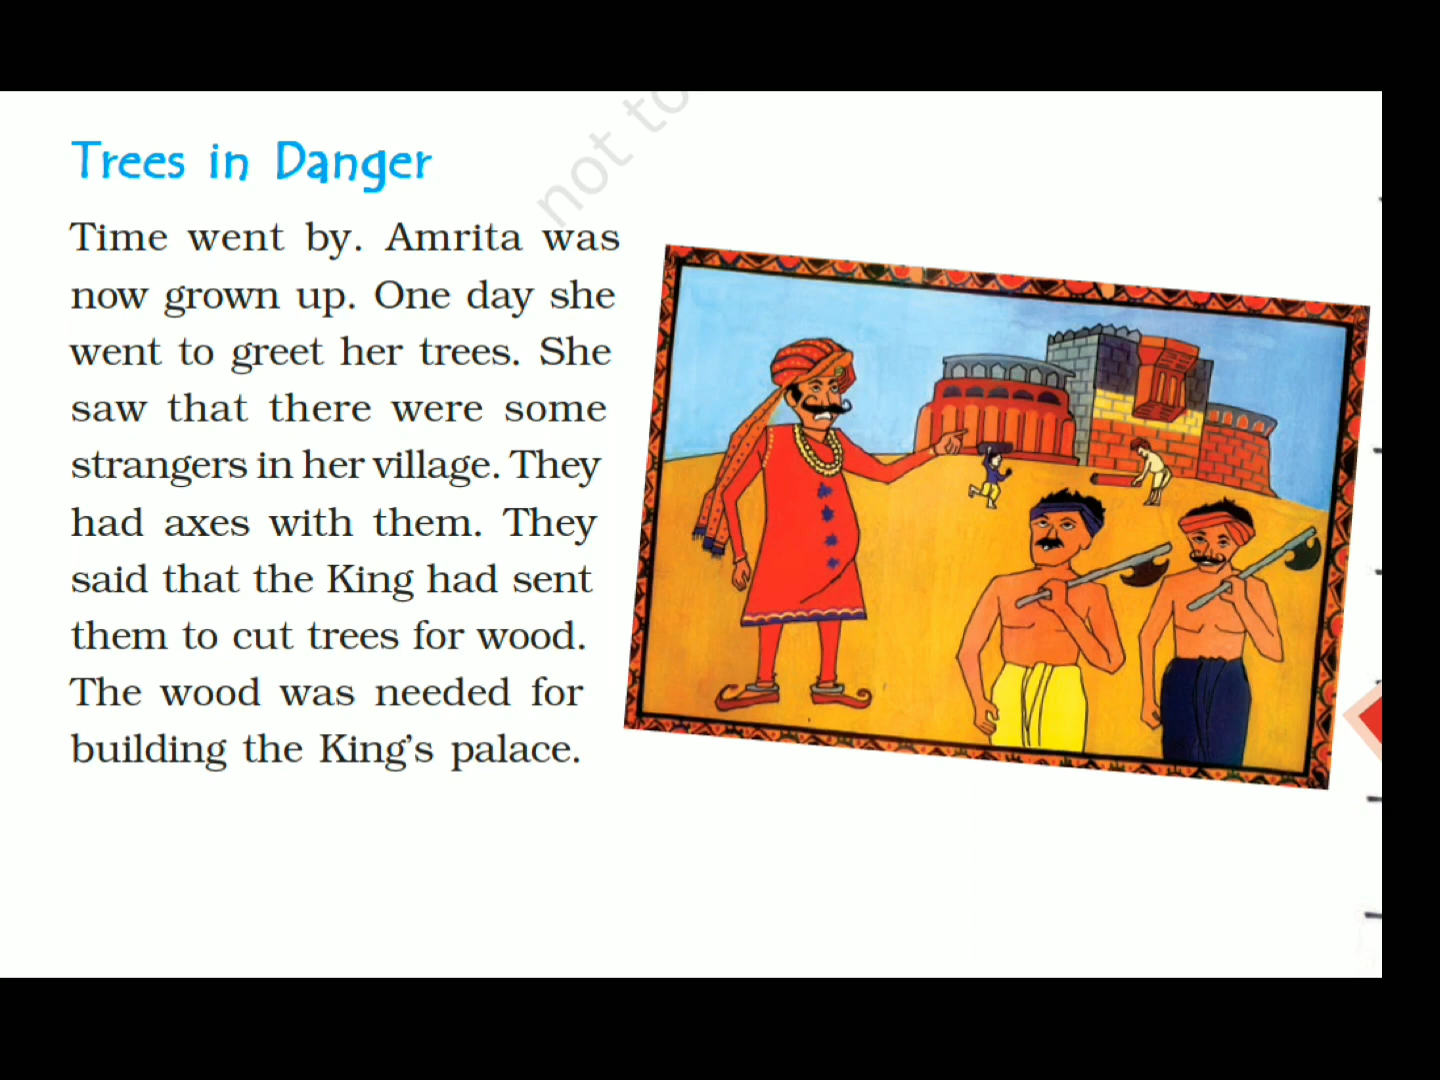 not to
Trees in Danger
Time went by. Amrita was
now grown up. One day she
went to greet her trees. She
saw that there were some
strangers in her village. They
had axes with them. They
said that the King had sent
them to cut trees for wood.
The wood was needed for
building the King's palace.